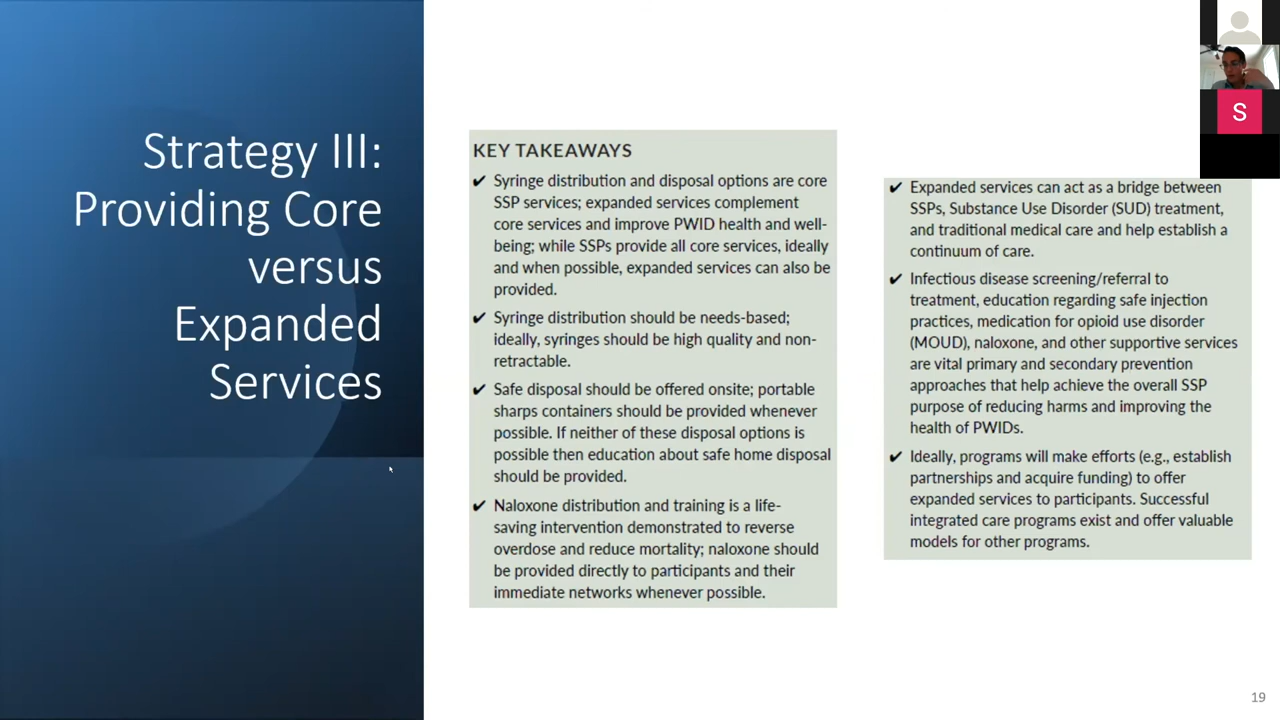 Strategy III:
Providing Core
versus
Expanded
Services
KEY TAKEAWAYS
✔ Syringe distribution and disposal options are core
SSP services; expanded services complement
core services and improve PWID health and well-
being; while SSPs provide all core services, ideally
and when possible, expanded services can also be
provided.
✔ Syringe distribution should be needs-based;
ideally, syringes should be high quality and non-
retractable.
✔ Safe disposal should be offered onsite; portable
sharps containers should be provided whenever
possible. If neither of these disposal options is
possible then education about safe home disposal
should be provided.
✔ Naloxone distribution and training is a life-
saving intervention demonstrated to reverse
overdose and reduce mortality; naloxone should
be provided directly to participants and their
immediate networks whenever possible.
✔ Expanded services can act as a bridge between
SSPs, Substance Use Disorder (SUD) treatment,
and traditional medical care and help establish a
continuum of care.
✔ Infectious disease screening/referral to
treatment, education regarding safe injection
practices, medication for opioid use disorder
(MOUD), naloxone, and other supportive services
are vital primary and secondary prevention
approaches that help achieve the overall SSP
purpose of reducing harms and improving the
health of PWIDs.
✔ Ideally, programs will make efforts (e.g., establish
partnerships and acquire funding) to offer
expanded services to participants. Successful
integrated care programs exist and offer valuable
models for other programs.
S
19